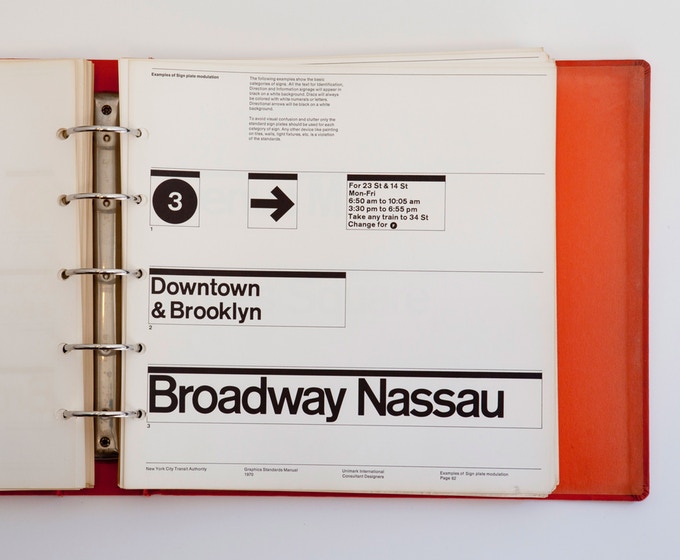 Examples of Sign plate modulation
The following examples show the basic
categories of signs. All the text for Identification,
Direction and Information signage will appear in
black on a white background. Discs will always
be colored with white numerals or letters.
Directional arrows will be black on a white
background.
To avoid visual confusion and clutter only the
standard sign plates should be used for each
category of sign. Any other device like painting
on tiles, walls, light fixtures, etc. is a violation
of the standards.
3
For 23 St & 14 St
Mon-Fri
6:50 am to 10:05 am
3:30 pm to 6:55 pm
Take any train to 34 St
Change for F
1
Downtown
& Brooklyn
2
Broadway Nassau
3
New York City Transit Authority
Graphics Standards Manual
1970
Unimark International
Consultant Designers
Examples of Sign plate modulation
Page 62